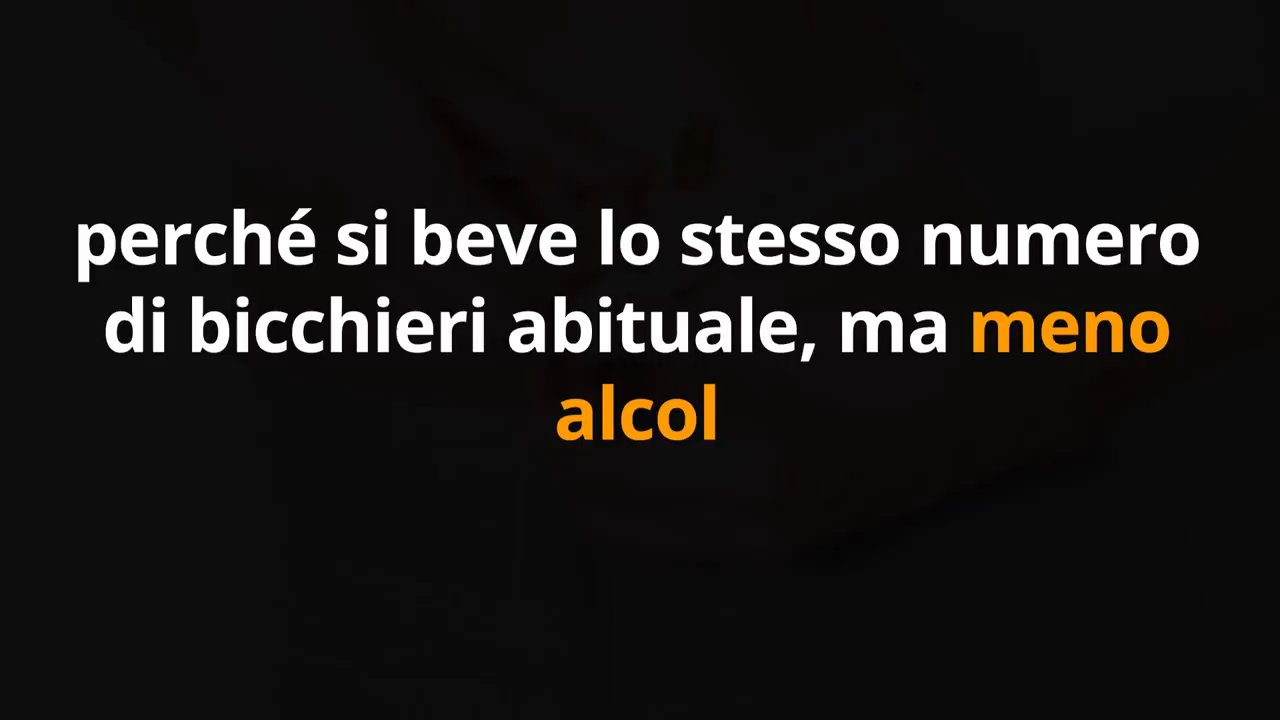 perché si beve lo stesso numero
di bicchieri abituale, ma meno
alcol